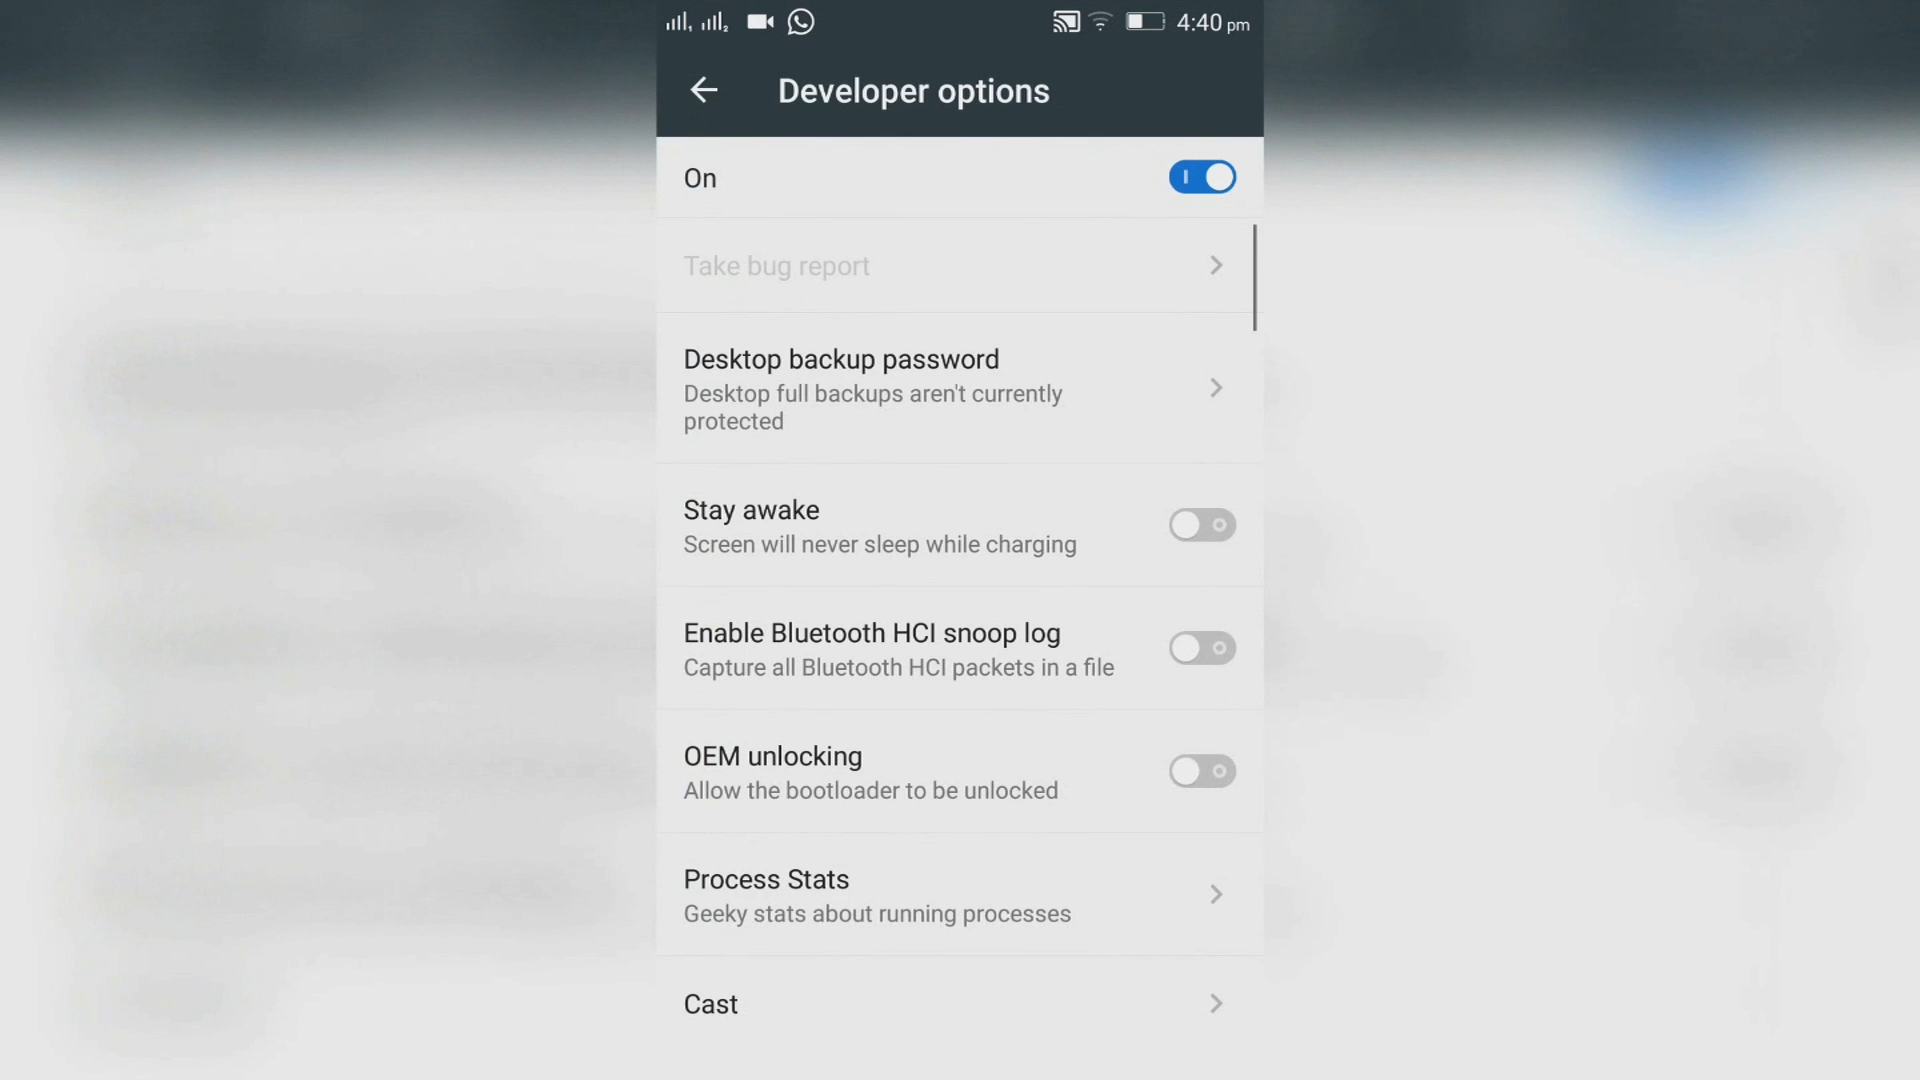 4:40 pm
Developer options
On
Take bug report
Desktop backup password
Desktop full backups aren't currently
protected
Stay awake
Screen will never sleep while charging
Enable Bluetooth HCI snoop log
Capture all Bluetooth HCI packets in a file
OEM unlocking
Allow the bootloader to be unlocked
Process Stats
Geeky stats about running processes
Cast